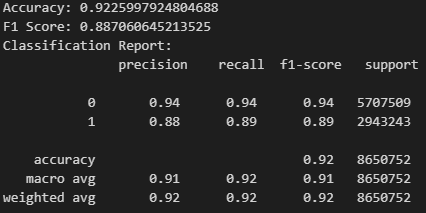 Accuracy: 0.9225997924804688
F1 Score: 0.887060645213525
Classification Report:
precision recall f1-score support
0 0.94 0.94 0.94 5707509
1 0.88 0.89 0.89 2943243
accuracy 0.92 8650752
macro avg 0.91 0.92 0.91 8650752
weighted avg 0.92 0.92 0.92 8650752